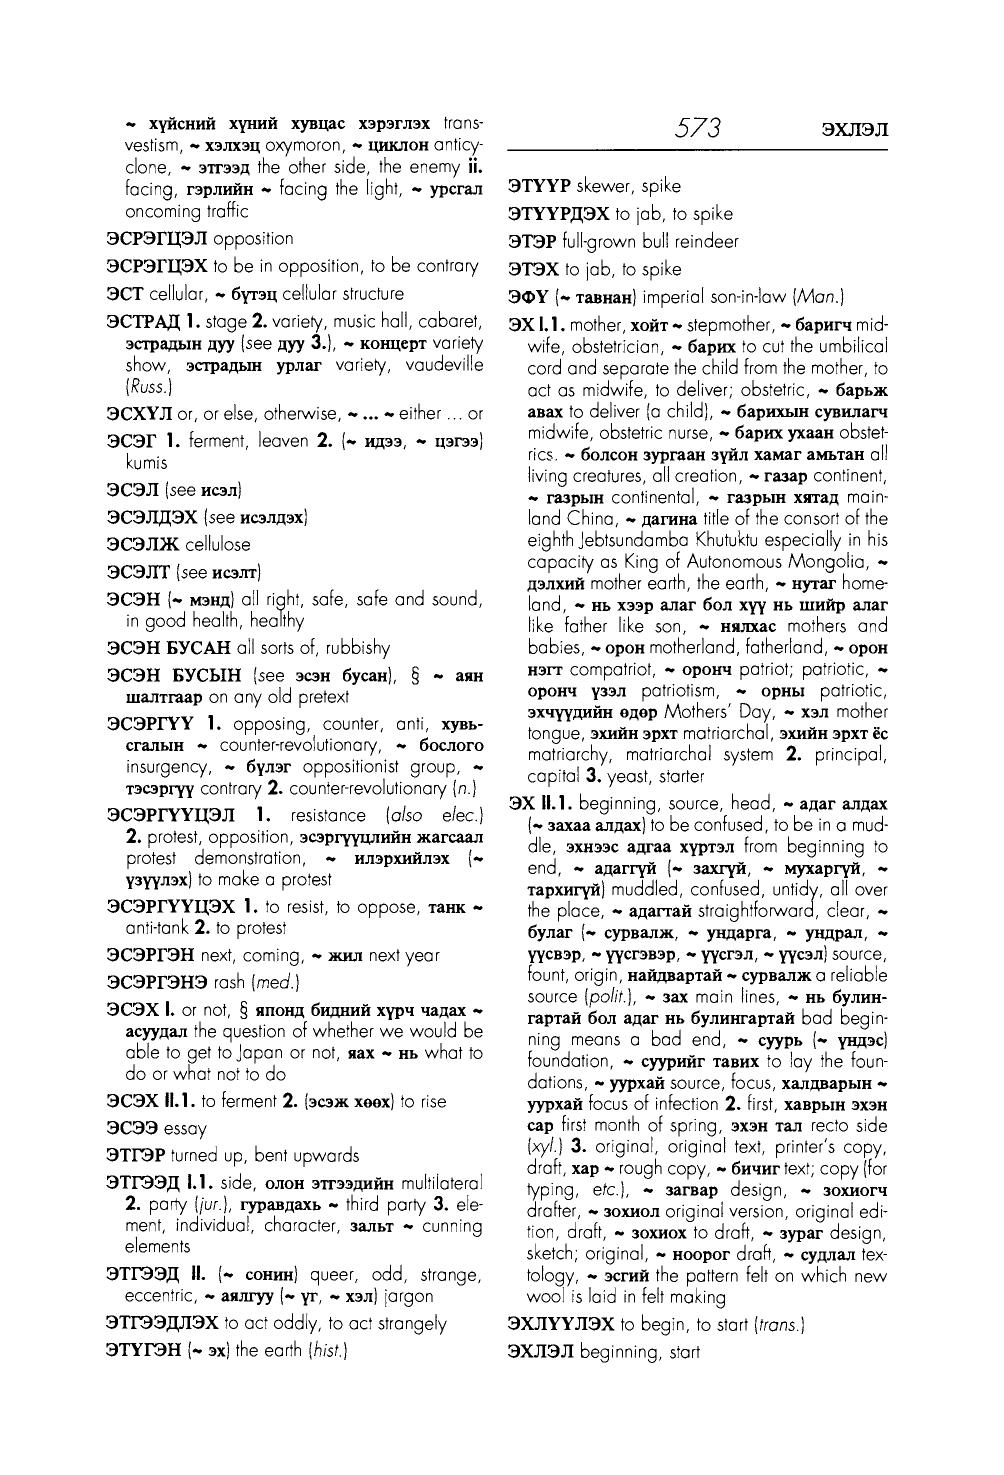 ~ хүйсний хүний хувцас хэрэглэх trans-
vestism, ~ хэлхэц oxymoron, ~ циклон anticy-
clone, ~ этгээд the other side, the enemy ii.
facing, гэрлийн ~ facing the light, ~ урсгал
oncoming traffic
ЭСРЭГЦЭЛ opposition
ЭСРЭГЦЭХ to be in opposition, to be contrary
ЭСТ cellular, ~ бүтэц cellular structure
ЭСТРАД 1. stage 2. variety, music hall, cabaret,
эстрадын дуу (see дуу 3.), ~ концерт variety
show, эстрадын урлаг variety, vaudeville
(Russ.)
ЭСХҮЛ or, or else, otherwise, ~ ... ~ either ... or
ЭСЭГ 1. ferment, leaven 2. (~ идээ, ~ цэгээ)
kumis
ЭСЭЛ (see исэл)
ЭСЭЛДЭХ (see исэлдэх)
ЭСЭЛЖ cellulose
ЭСЭЛТ (see исэлт)
ЭСЭН (~ мэнд) all right, safe, safe and sound,
in good health, healthy
ЭСЭН БУСАН all sorts of, rubbishy
ЭСЭН БУСЫН (see эсэн бусан), § ~ аян
шалтгаар on any old pretext
ЭСЭРГҮҮ 1. opposing, counter, anti, хувь-
сгалын ~ counter-revolutionary, ~ бослого
insurgency, ~ бүлэг oppositionist group, ~
тэсэргүү contrary 2. counter-revolutionary (n.)
ЭСЭРГҮҮЦЭЛ 1. resistance (also elec.)
2. protest, opposition, эсэргүүцлийн жагсаал
protest demonstration, ~ илэрхийлэх (~
үзүүлэх) to make a protest
ЭСЭРГҮҮЦЭХ 1. to resist, to oppose, танк ~
anti-tank 2. to protest
ЭСЭРГЭН next, coming, ~ жил next year
ЭСЭРГЭНЭ rash (med.)
ЭСЭХ I. or not, § японд бидний хүрч чадах ~
асуудал the question of whether we would be
able to get to Japan or not, яах ~ нь what to
do or what not to do
ЭСЭХ II.1. to ferment 2. (эсэж хөөх) to rise
ЭСЭЭ essay
ЭТГЭР turned up, bent upwards
ЭТГЭЭД I.1. side, олон этгээдийн multilateral
2. party (jur.), гуравдахь ~ third party 3. ele-
ment, individual, character, зальт ~ cunning
elements
ЭТГЭЭД II. (~ сонин) queer, odd, strange,
eccentric, ~ аялгуу (~ үг, ~ хэл) jargon
ЭТГЭЭДЛЭХ to act oddly, to act strangely
ЭТҮГЭН (~ эх) the earth (hist.)
573 ЭХЛЭЛ
ЭТҮҮР skewer, spike
ЭТҮҮРДЭХ to jab, to spike
ЭТЭР full-grown bull reindeer
ЭТЭХ to jab, to spike
ЭФҮ (~ тавнан) imperial son-in-law (Man.)
ЭХ I.1. mother, хойт ~ stepmother, ~ баригч mid-
wife, obstetrician, ~ барих to cut the umbilical
cord and separate the child from the mother, to
act as midwife, to deliver; obstetric, ~ барьж
авах to deliver (a child), ~ барихын сувилагч
midwife, obstetric nurse, ~ барих ухаан obstet-
rics. ~ болсон зургаан зүйл хамаг амьтан all
living creatures, all creation, ~ газар continent,
~ газрын continental, ~ газрын хятад main-
land China, ~ дагина title of the consort of the
eighth Jebtsundamba Khutuktu especially in his
capacity as King of Autonomous Mongolia, ~
дэлхий mother earth, the earth, ~ нутаг home-
land, ~ нь хээр алаг бол хүү нь шийр алаг
like father like son, ~ нялхас mothers and
babies, ~ орон motherland, fatherland, ~ орон
нэгт compatriot, ~ оронч patriot; patriotic, ~
оронч үзэл patriotism, ~ орны patriotic,
эхчүүдийн өдөр Mothers' Day, ~ хэл mother
tongue, эхийн эрхт matriarchal, эхийн эрхт ёс
matriarchy, matriarchal system 2. principal,
capital 3. yeast, starter
ЭХ II.1. beginning, source, head, ~ адаг алдах
(~ захаа алдах) to be confused, to be in a mud-
dle, эхнээс адгаа хүртэл from beginning to
end, ~ адаггүй (~ захгүй, ~ мухаргүй, ~
тархигүй) muddled, confused, untidy, all over
the place, ~ адагтай straightforward, clear, ~
булаг (~ сурвалж, ~ ундарга, ~ ундрал, ~
үүсвэр, ~ үүсгэвэр, ~ үүсгэл, ~ үүсэл) source,
fount, origin, найдвартай ~ сурвалж a reliable
source (polit.), ~ зах main lines, ~ нь булин-
гартай бол адаг нь булингартай bad begin-
ning means a bad end, ~ суурь (~ үндэс)
foundation, ~ суурийг тавих to lay the foun-
dations, ~ уурхай source, focus, халдварын ~
уурхай focus of infection 2. first, хаврын эхэн
сар first month of spring, эхэн тал recto side
(xyl.) 3. original, original text, printer's copy,
draft, хар ~ rough copy, ~ бичиг text; copy (for
typing, etc.), ~ загвар design, ~ зохиогч
drafter, ~ зохиол original version, original edi-
tion, draft, ~ зохиох to draft, ~ зураг design,
sketch; original, ~ ноорог draft, ~ судлал tex-
tology, ~ эсгий the pattern felt on which new
wool is laid in felt making
ЭХЛҮҮЛЭХ to begin, to start (trans.)
ЭХЛЭЛ beginning, start